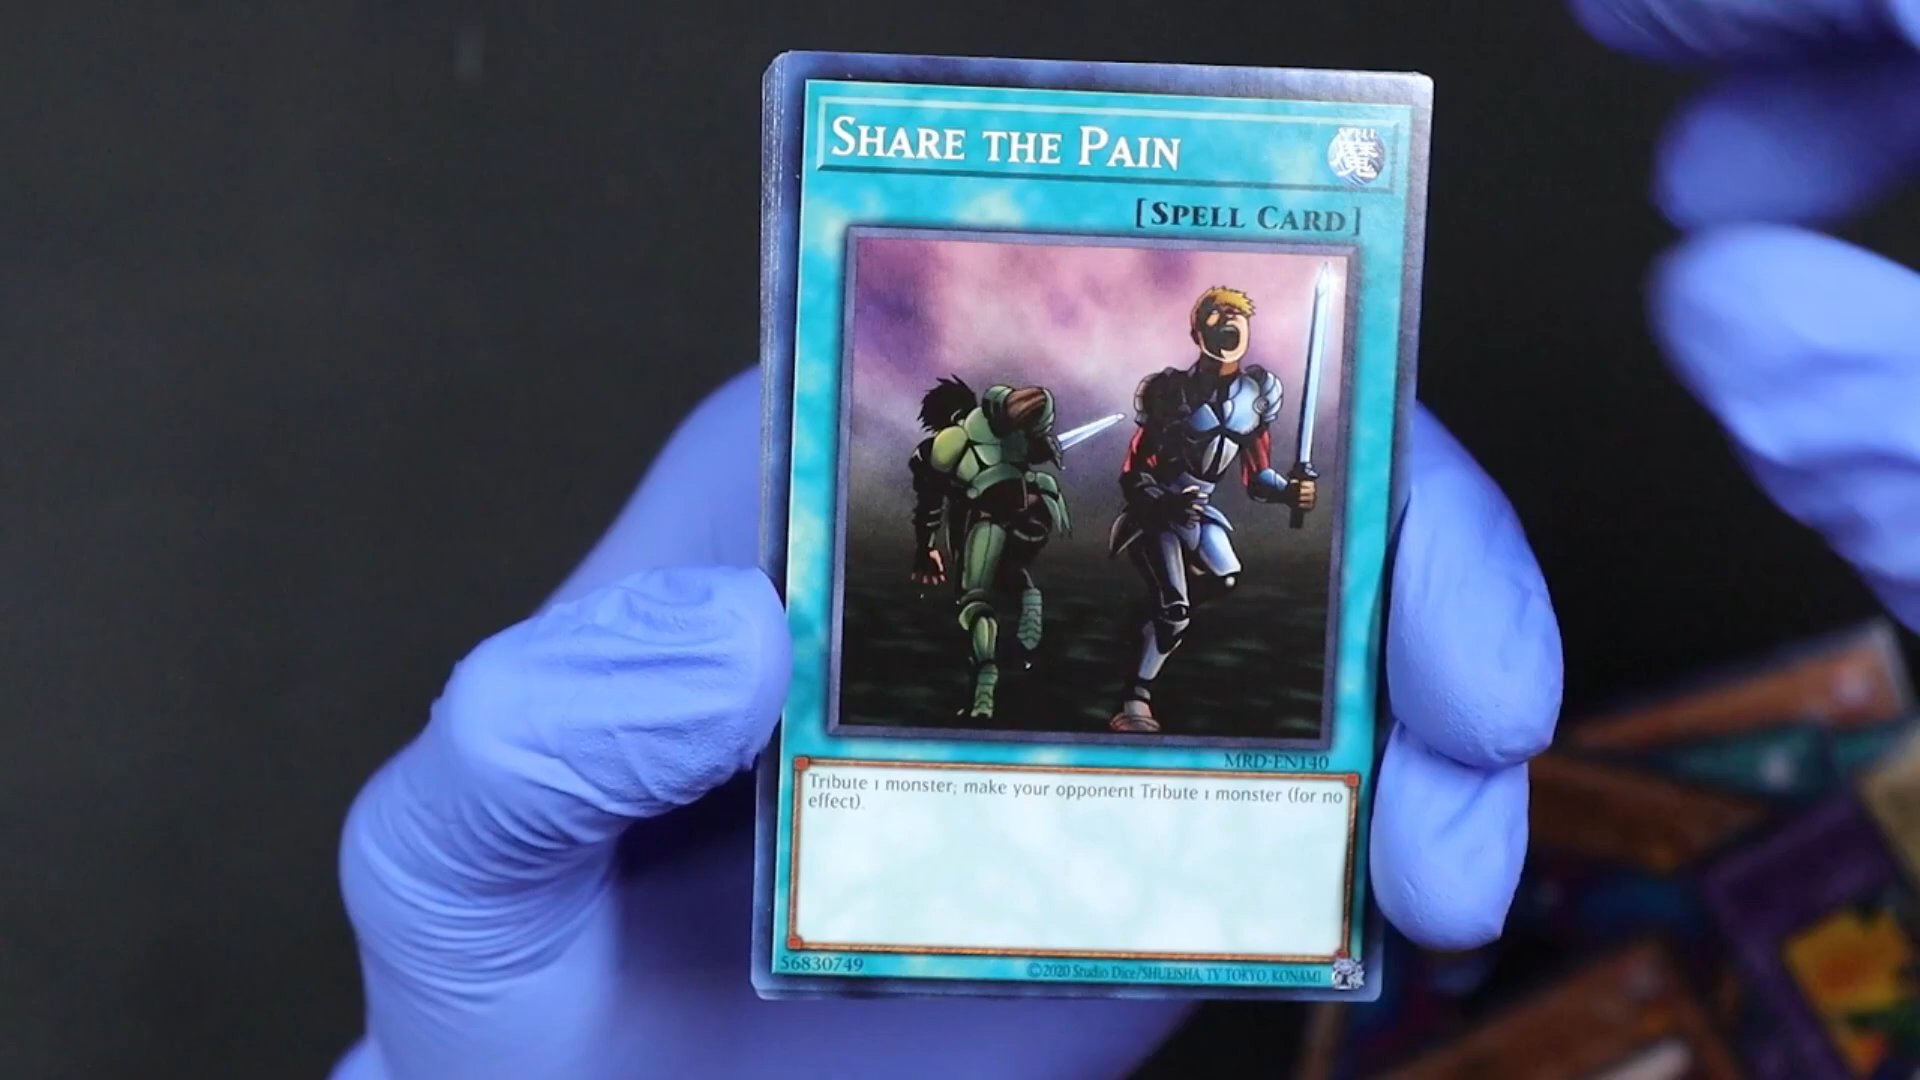 SHARE THE PAIN
魔
[SPELL CARD]
MRD-EN140
Tribute 1 monster; make your opponent Tribute 1 monster (for no
effect).
56830749
©2020 Studio Dice/SHUEISHA, TV TOKYO, KONAMI